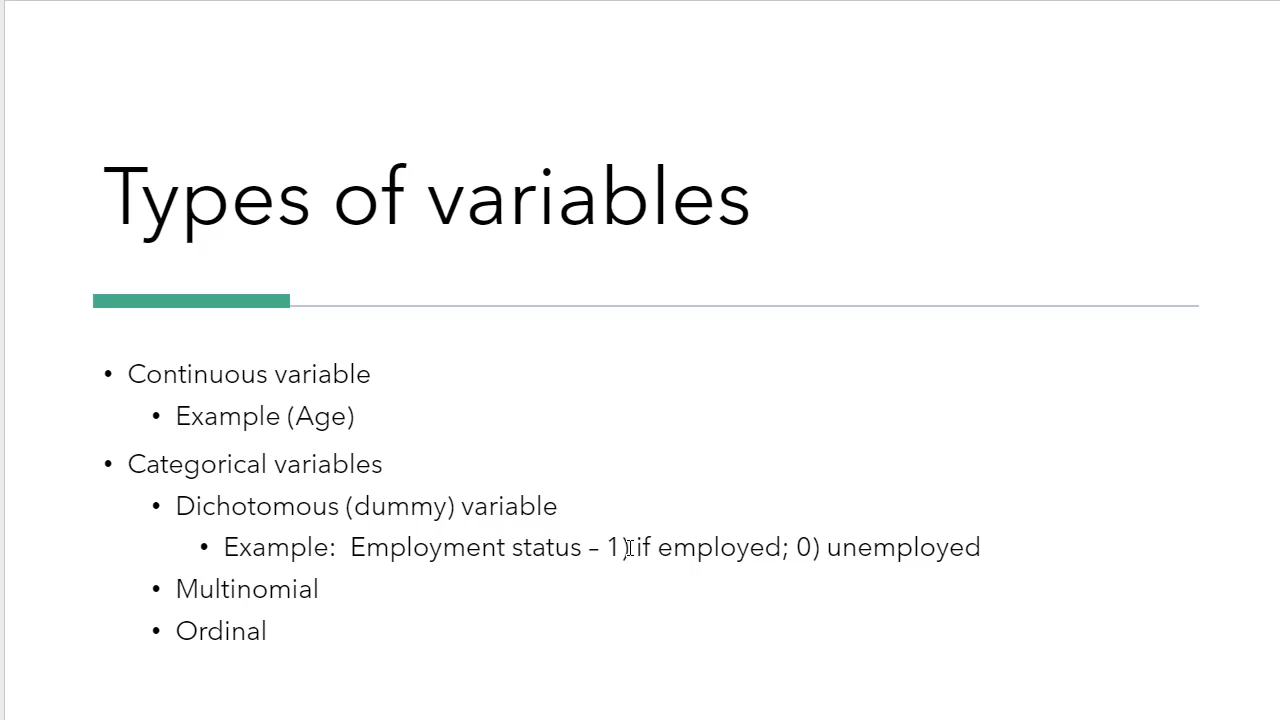 Types of variables
• Continuous variable
• Example (Age)
• Categorical variables
• Dichotomous (dummy) variable
• Example:  Employment status – 1) if employed; 0) unemployed
• Multinomial
• Ordinal